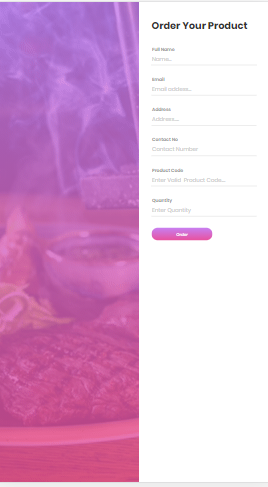 Order Your Product
Full Name
Name...
Email
Email address...
Address
Address....
Contact No
Contact Number
Product Code
Enter Valid Product Code....
Quantity
Enter Quantity
Order